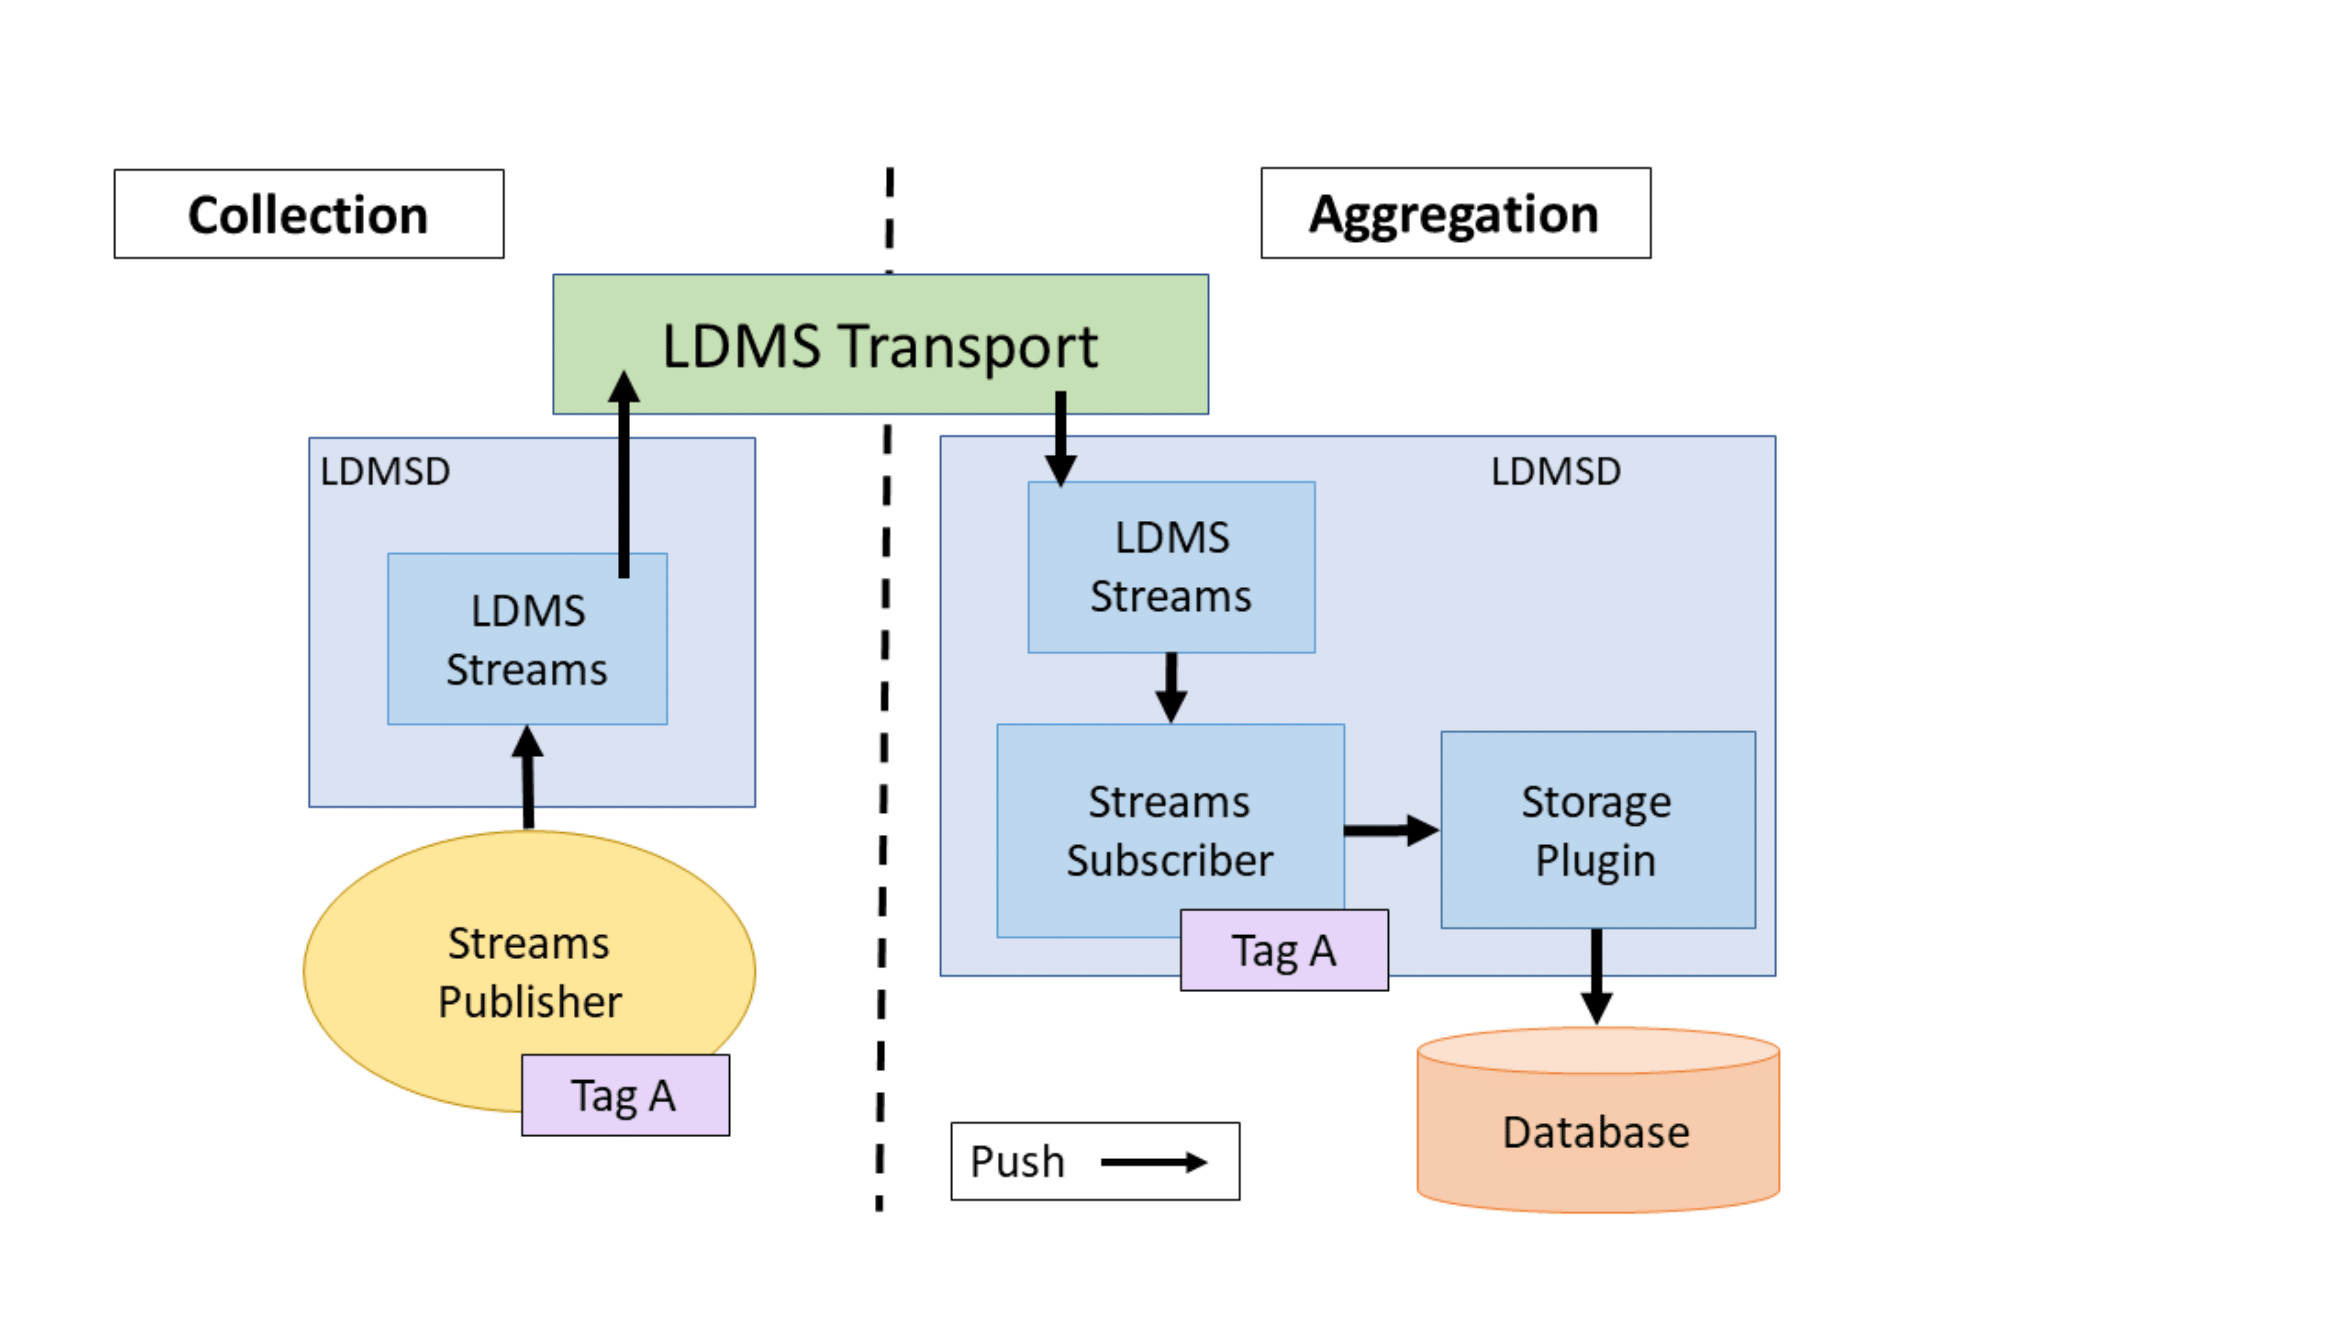 Collection
Aggregation
LDMS Transport
LDMSD
LDMS
Streams
Streams
Publisher
Tag A
LDMSD
LDMS
Streams
Streams
Subscriber
Tag A
Storage
Plugin
Database
Push